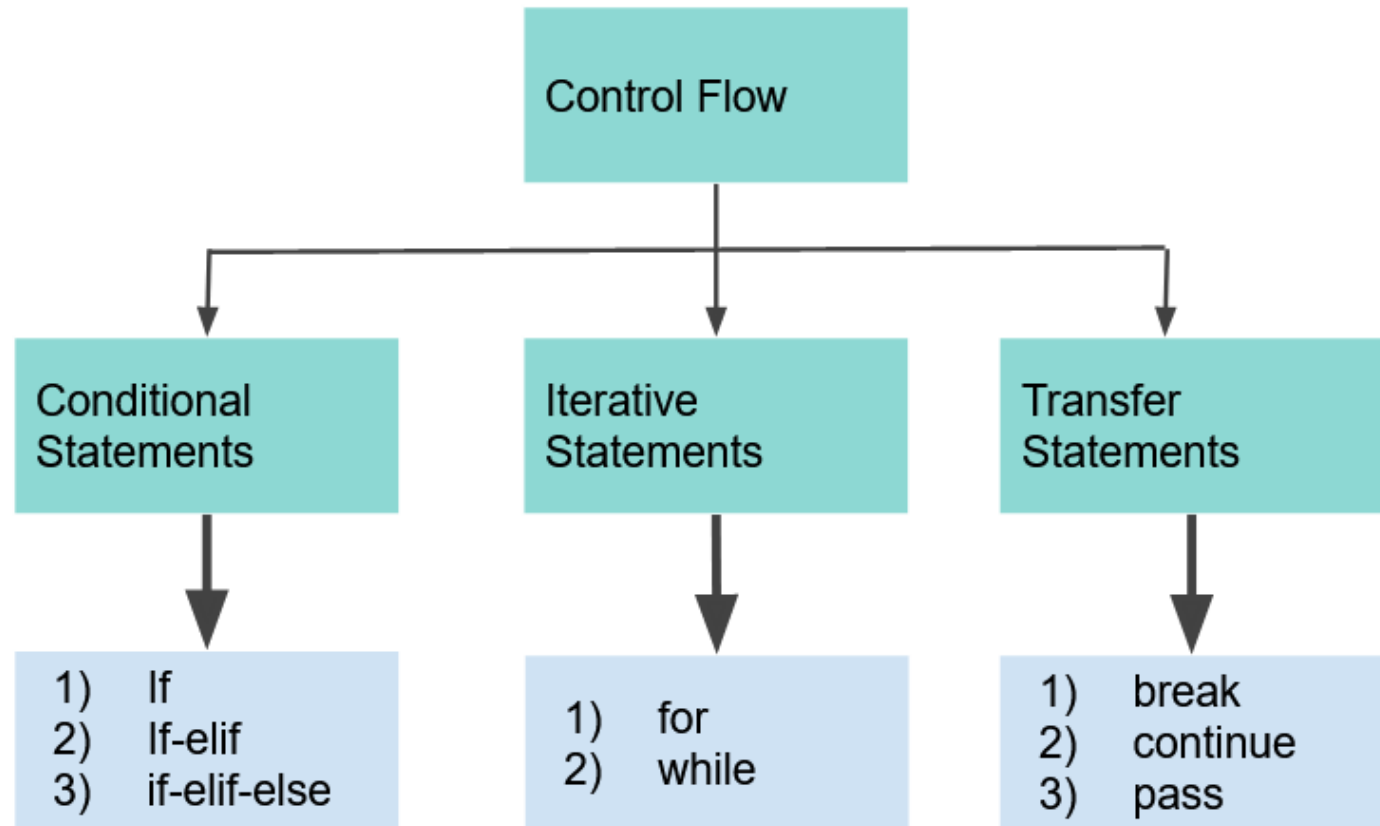 Control Flow
Conditional
Statements
Iterative
Statements
Transfer
Statements
1) If
2) If-elif
3) if-elif-else
1) for
2) while
1) break
2) continue
3) pass